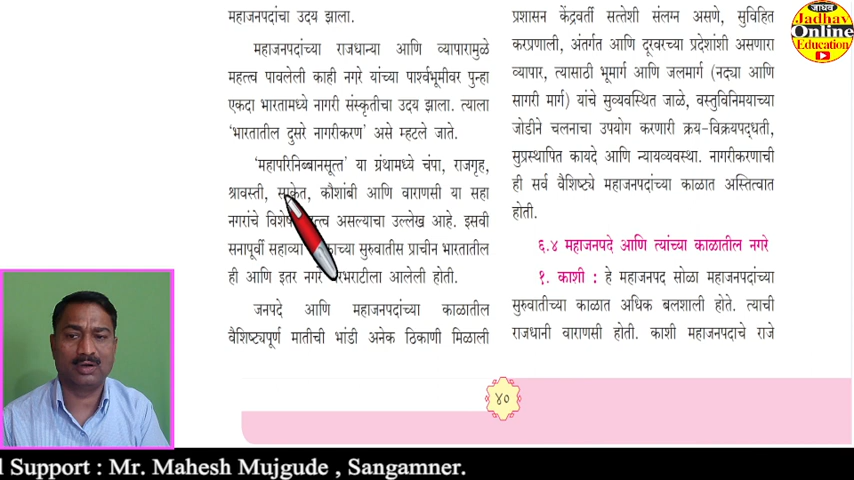 महाजनपदांचा उदय झाला.
महाजनपदांच्या राजधान्या आणि व्यापारामुळे
महत्त्व पावलेली काही नगरे यांच्या पार्श्वभूमीवर पुन्हा
एकदा भारतामध्ये नागरी संस्कृतीचा उदय झाला. त्याला
'भारतातील दुसरे नागरीकरण' असे म्हटले जाते.
'महापरिनिब्बानसूत्त' या ग्रंथामध्ये चंपा, राजगृह,
श्रावस्ती, साकेत, कौशांबी आणि वाराणसी या सहा
नगरांचे विशेष असल्याचा उल्लेख आहे. इसवी
सनापूर्वी सहाव्या सुरुवातीस प्राचीन भारतातील
ही आणि इतर नगरे आलेली होती.
जनपदे आणि महाजनपदांच्या काळातील
वैशिष्ट्यपूर्ण मातीची भांडी अनेक ठिकाणी मिळाली
प्रशासन केंद्रवर्ती सत्तेशी संलग्न असणे, सुविहित
करप्रणाली, अंतर्गत आणि दूरवरच्या प्रदेशांशी असणारा
व्यापार, त्यासाठी भूमार्ग आणि जलमार्ग (नद्या आणि
सागरी मार्ग) यांचे सुव्यवस्थित जाळे, वस्तुविनिमयाच्या
जोडीने चलनाचा उपयोग करणारी क्रय-विक्रयपद्धती,
सुप्रस्थापित कायदे आणि न्यायव्यवस्था. नागरीकरणाची
ही सर्व वैशिष्ट्ये महाजनपदांच्या काळात अस्तित्वात
होती.
६.४ महाजनपदे आणि त्यांच्या काळातील नगरे
१. काशी : हे महाजनपद सोळा महाजनपदांच्या
सुरुवातीच्या काळात अधिक बलशाली होते. त्याची
राजधानी वाराणसी होती. काशी महाजनपदाचे राजे
४०
जाधव
Jadhav
Online
Education
l Support : Mr. Mahesh Mujgude , Sangamner.